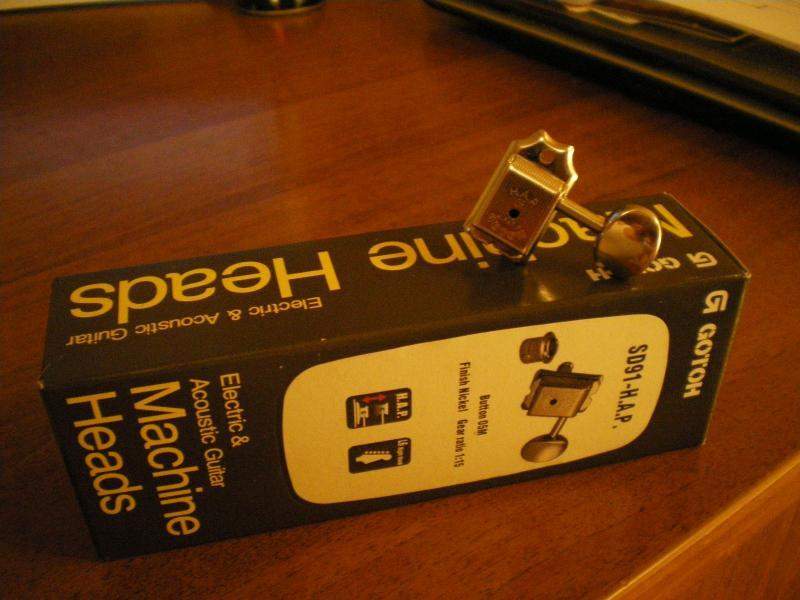 Machine Heads
Electric & Acoustic Guitar
GOTOH
GOTOH
SD91-H.A.P.
Button 05M
Finish Nickel Gear ratio 1:15
H.A.P.
Electric &
Acoustic Guitar
Machine
Heads